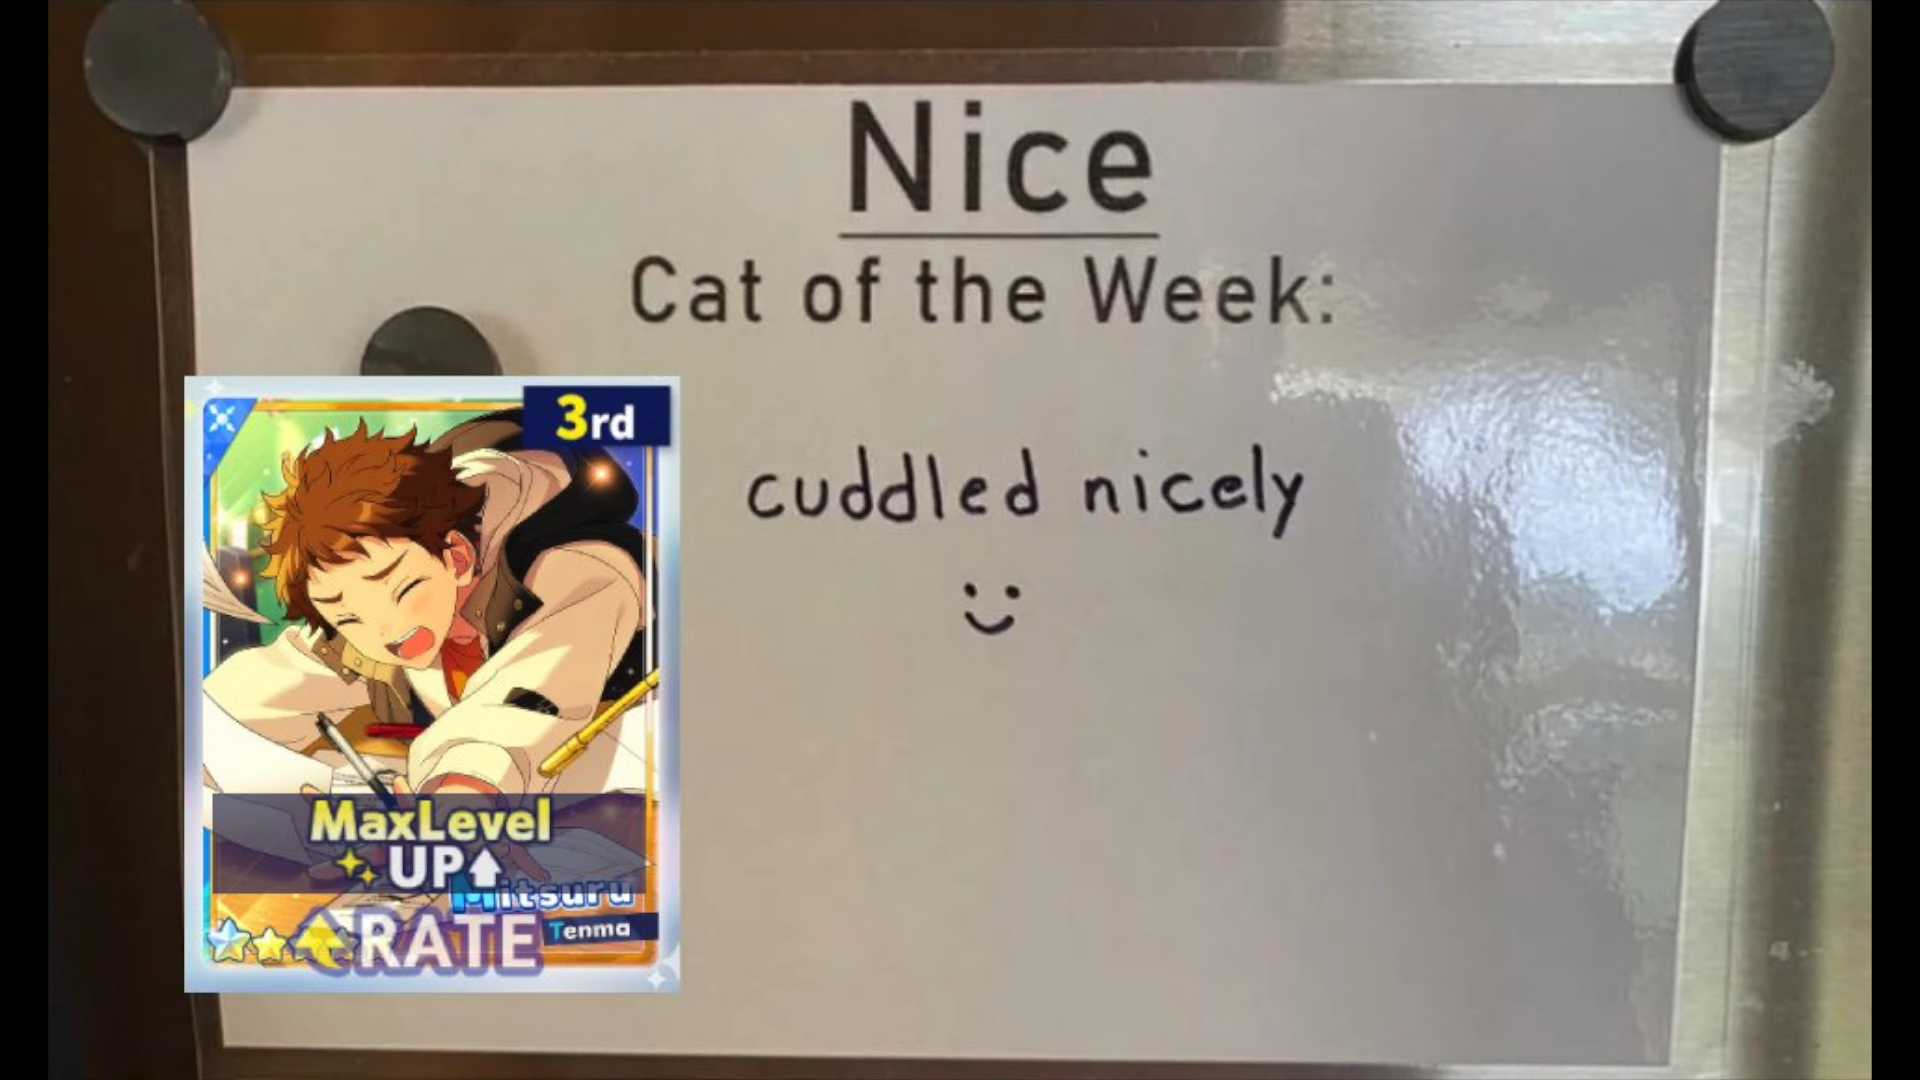 Nice
Cat of the Week:
cuddled nicely
3rd
MaxLevel
UP
Mitsuru
RATE
Tenma